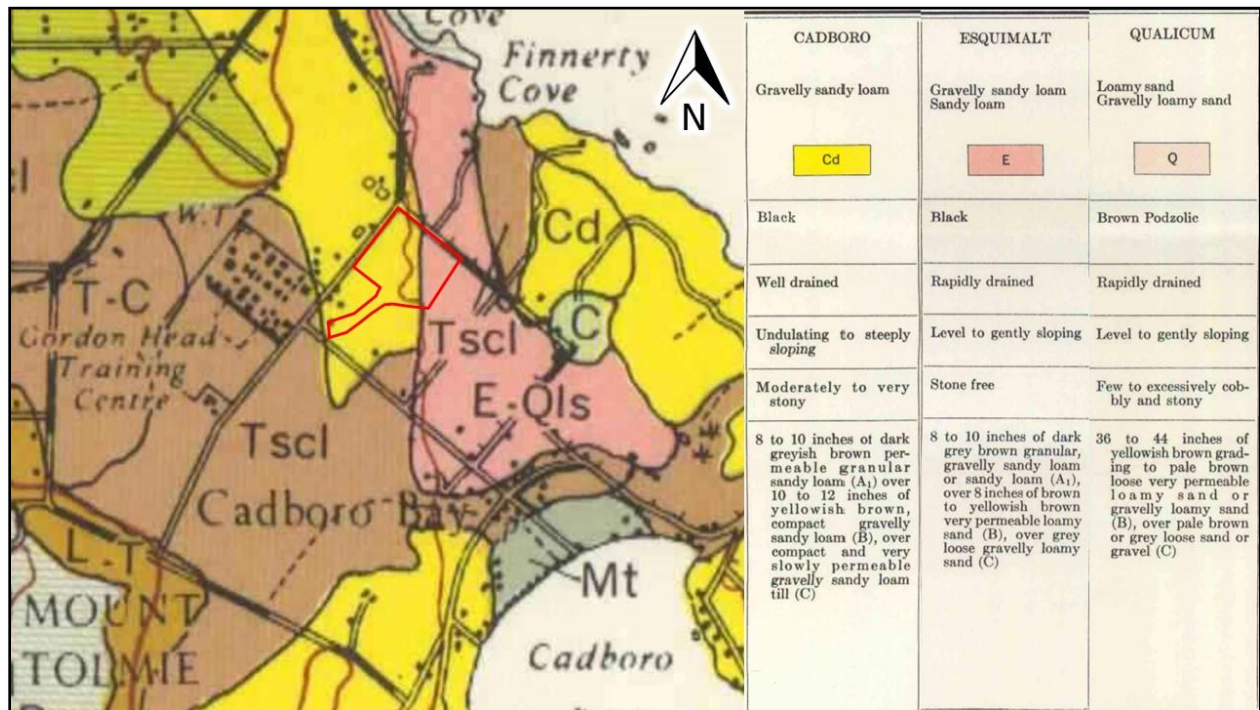 Cove
Finnerty
Cove
N
W.T.
Cd
T-C
C
Gordon Head
Training
Centre
Tscl
E-Qls
Tscl
Cadboro Bay
L-T
Mt
MOUNT
TOLMIE
Cadboro
CADBORO
Gravelly sandy loam
Cd
Black
Well drained
Undulating to steeply
sloping
Moderately to very
stony
8 to 10 inches of dark
greyish brown per-
meable granular
sandy loam (A1) over
10 to 12 inches of
yellowish brown,
compact gravelly
sandy loam (B), over
compact and very
slowly permeable
gravelly sandy loam
till (C)
ESQUIMALT
Gravelly sandy loam
Sandy loam
E
Black
Rapidly drained
Level to gently sloping
Stone free
8 to 10 inches of dark
grey brown granular,
gravelly sandy loam
or sandy loam (A1),
over 8 inches of brown
to yellowish brown
very permeable loamy
sand (B), over grey
loose gravelly loamy
sand (C)
QUALICUM
Loamy sand
Gravelly loamy sand
Q
Brown Podzolic
Rapidly drained
Level to gently sloping
Few to excessively cob-
bly and stony
36 to 44 inches of
yellowish brown grad-
ing to pale brown
loose very permeable
loamy sand or
gravelly loamy sand
(B), over pale brown
or grey loose sand or
gravel (C)